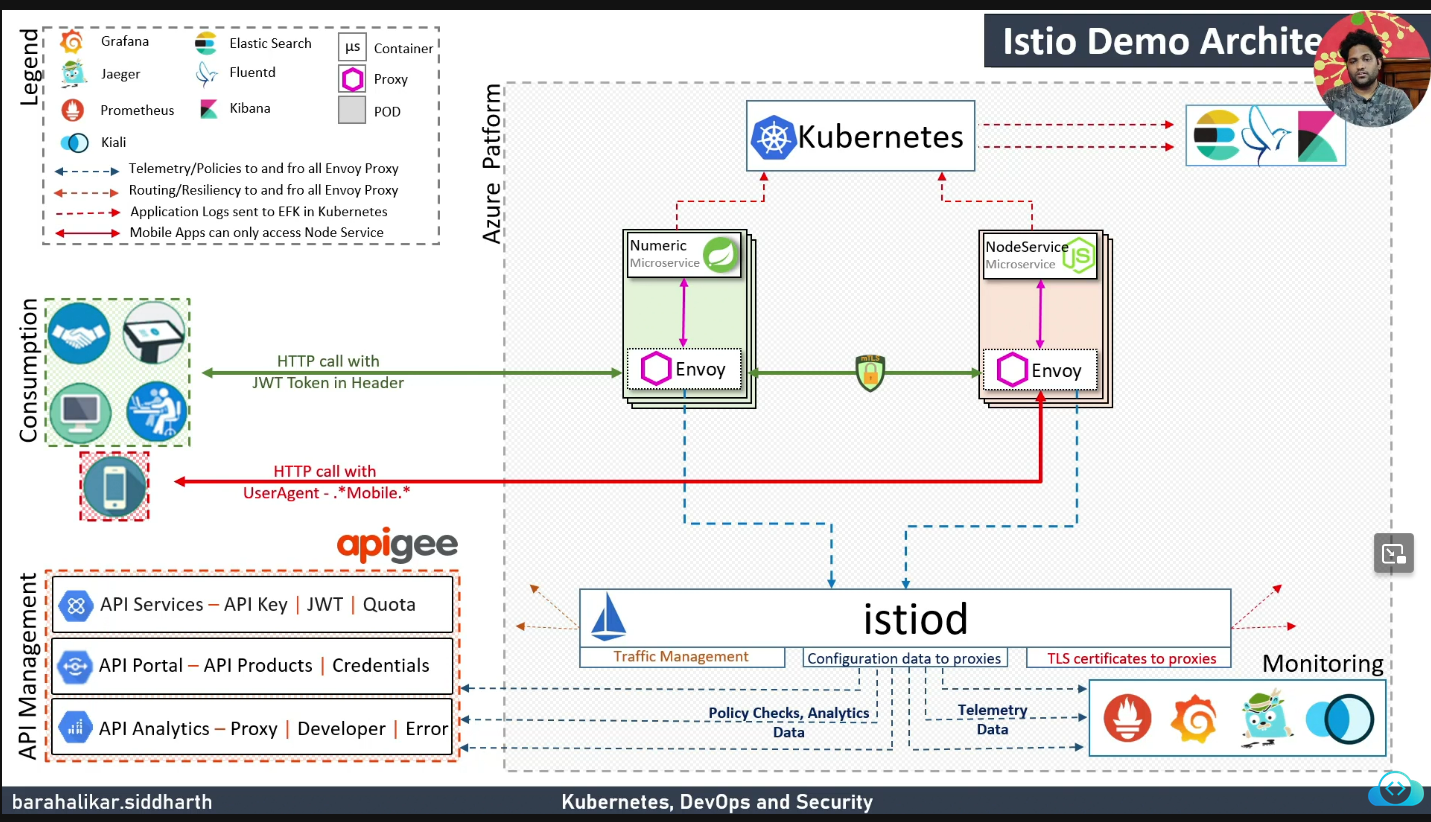 Legend
Grafana
Jaeger
Prometheus
Kiali
Elastic Search
Fluentd
Kibana
µs
Container
Proxy
POD
Telemetry/Policies to and fro all Envoy Proxy
Routing/Resiliency to and fro all Envoy Proxy
Application Logs sent to EFK in Kubernetes
Mobile Apps can only access Node Service
Istio Demo
Azure Patform
Kubernetes
Numeric
Microservice
Envoy
mTLS
NodeService
JS
Microservice
Envoy
Consumption
HTTP call with
JWT Token in Header
HTTP call with
UserAgent - .*Mobile.*
apigee
API Management
API Services – API Key | JWT | Quota
API Portal – API Products | Credentials
API Analytics – Proxy | Developer | Error
istiod
Traffic Management
Configuration data to proxies
TLS certificates to proxies
Policy Checks, Analytics
Data
Telemetry
Data
Monitoring
barahalikar.siddharth
Kubernetes, DevOps and Security